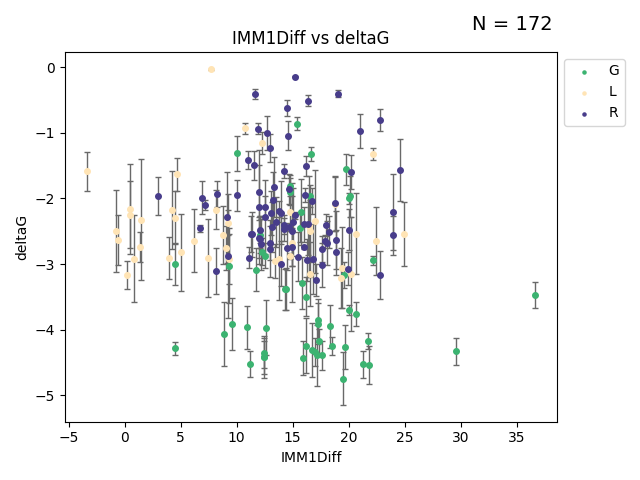 N = 172
IMM1Diff vs deltaG
G
L
R
0
−1
−2
−3
−4
−5
deltaG
−5 0 5 10 15 20 25 30 35
IMM1Diff